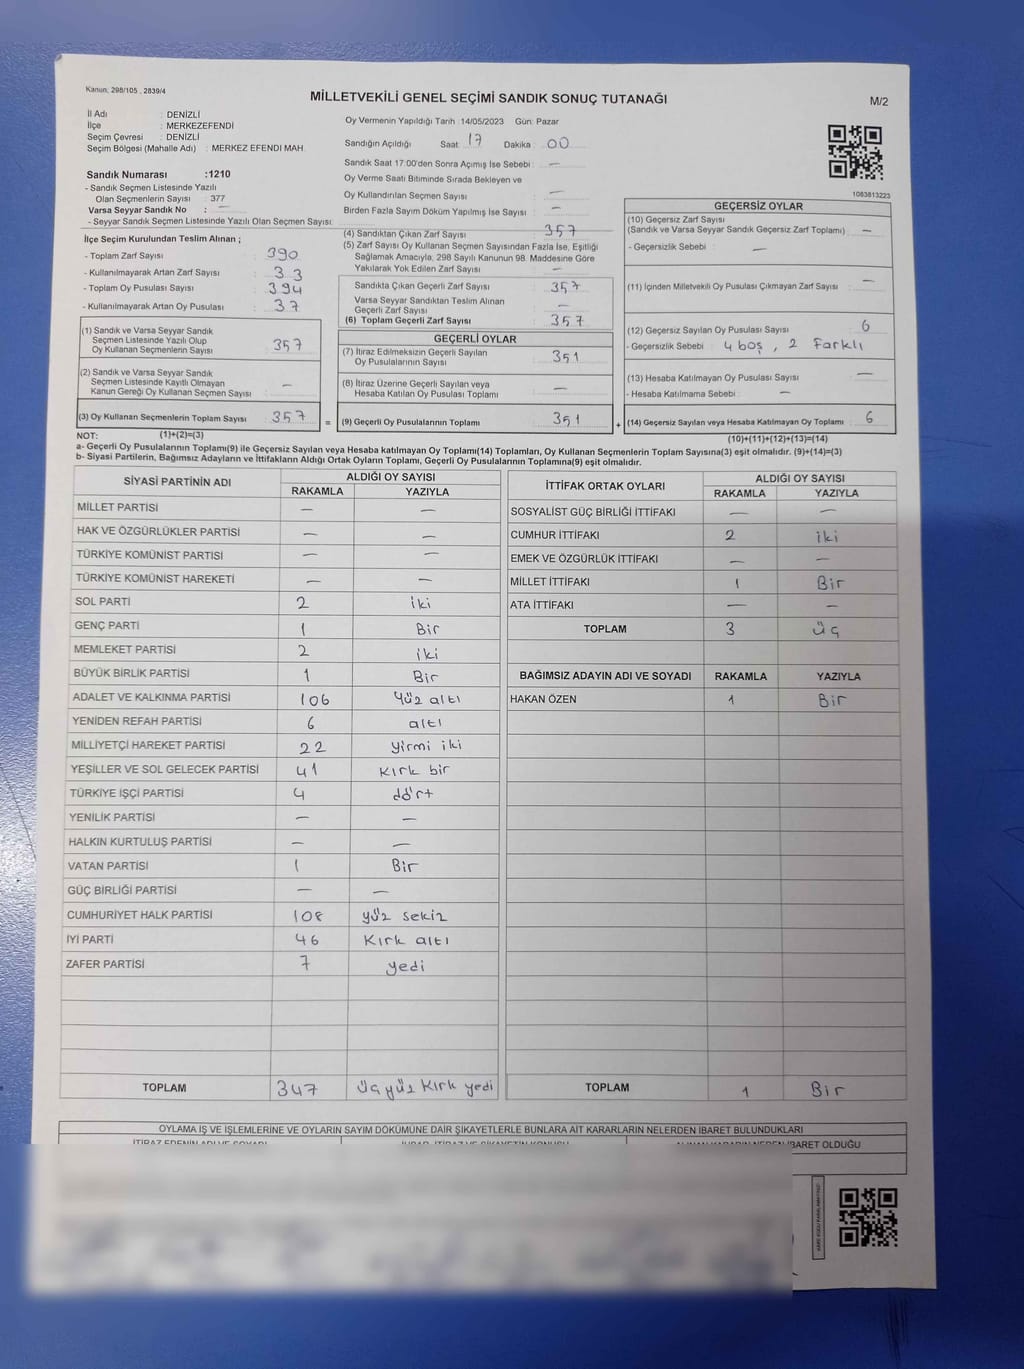 Kanun; 298/105 , 2839/4
MİLLETVEKİLİ GENEL SEÇİMİ SANDIK SONUÇ TUTANAĞI
M/2
İl Adı : DENİZLİ
İlçe : MERKEZEFENDİ
Seçim Çevresi : DENİZLİ
Seçim Bölgesi (Mahalle Adı) : MERKEZ EFENDİ MAH.
Sandık Numarası :1210
- Sandık Seçmen Listesinde Yazılı
Olan Seçmenlerin Sayısı : 377
Varsa Seyyar Sandık No : —
- Seyyar Sandık Seçmen Listesinde Yazılı Olan Seçmen Sayısı:
İlçe Seçim Kurulundan Teslim Alınan ;
- Toplam Zarf Sayısı : 390
- Kullanılmayarak Artan Zarf Sayısı : 33
- Toplam Oy Pusulası Sayısı : 394
- Kullanılmayarak Artan Oy Pusulası : 37
(1) Sandık ve Varsa Seyyar Sandık
Seçmen Listesinde Yazılı Olup
Oy Kullanan Seçmenlerin Sayısı : 357
(2) Sandık ve Varsa Seyyar Sandık
Seçmen Listesinde Kayıtlı Olmayan
Kanun Gereği Oy Kullanan Seçmen Sayısı : —
(3) Oy Kullanan Seçmenlerin Toplam Sayısı : 357
Oy Vermenin Yapıldığı Tarih :14/05/2023 Gün: Pazar
Sandığın Açıldığı Saat: 17 Dakika : 00
Sandık Saat 17:00'den Sonra Açımış İse Sebebi : —
Oy Verme Saati Bitiminde Sırada Bekleyen ve
Oy Kullandırılan Seçmen Sayısı : —
Birden Fazla Sayım Döküm Yapılmış İse Sayısı : —
(4) Sandıktan Çıkan Zarf Sayısı : 357
(5) Zarf Sayısı Oy Kullanan Seçmen Sayısından Fazla İse, Eşitliği
Sağlamak Amacıyla, 298 Sayılı Kanunun 98. Maddesine Göre
Yakılarak Yok Edilen Zarf Sayısı : —
Sandıkta Çıkan Geçerli Zarf Sayısı : 357
Varsa Seyyar Sandıktan Teslim Alınan
Geçerli Zarf Sayısı : —
(6) Toplam Geçerli Zarf Sayısı : 357
GEÇERLİ OYLAR
(7) İtiraz Edilmeksizin Geçerli Sayılan
Oy Pusulalarının Sayısı : 351
(8) İtiraz Üzerine Geçerli Sayılan veya
Hesaba Katılan Oy Pusulası Toplamı : —
= (9) Geçerli Oy Pusulalarının Toplamı : 351
1083813223
GEÇERSİZ OYLAR
(10) Geçersiz Zarf Sayısı
(Sandık ve Varsa Seyyar Sandık Geçersiz Zarf Toplamı) : —
- Geçersizlik Sebebi : —
(11) İçinden Milletvekili Oy Pusulası Çıkmayan Zarf Sayısı : —
(12) Geçersiz Sayılan Oy Pusulası Sayısı : 6
- Geçersizlik Sebebi : 4 boş , 2 Farklı
(13) Hesaba Katılmayan Oy Pusulası Sayısı : —
- Hesaba Katılmama Sebebi : —
+ (14) Geçersiz Sayılan veya Hesaba Katılmayan Oy Toplamı : 6
NOT: (1)+(2)=(3) (10)+(11)+(12)+(13)=(14)
a- Geçerli Oy Pusulalarının Toplamı(9) ile Geçersiz Sayılan veya Hesaba katılmayan Oy Toplamı(14) Toplamları, Oy Kullanan Seçmenlerin Toplam Sayısına(3) eşit olmalıdır. (9)+(14)=(3)
b- Siyasi Partilerin, Bağımsız Adayların ve İttifakların Aldığı Oyların Toplamı, Geçerli Oy Pusulalarının Toplamına(9) eşit olmalıdır.
SİYASİ PARTİNİN ADI ALDIĞI OY SAYISI
RAKAMLA YAZIYLA
MİLLET PARTİSİ — —
HAK VE ÖZGÜRLÜKLER PARTİSİ — —
TÜRKİYE KOMÜNİST PARTİSİ — —
TÜRKİYE KOMÜNİST HAREKETİ — —
SOL PARTİ 2 iki
GENÇ PARTİ 1 Bir
MEMLEKET PARTİSİ 2 iki
BÜYÜK BİRLİK PARTİSİ 1 Bir
ADALET VE KALKINMA PARTİSİ 106 Yüz altı
YENİDEN REFAH PARTİSİ 6 altı
MİLLİYETÇİ HAREKET PARTİSİ 22 yirmi iki
YEŞİLLER VE SOL GELECEK PARTİSİ 41 Kırk bir
TÜRKİYE İŞÇİ PARTİSİ 4 dört
YENİLİK PARTİSİ — —
HALKIN KURTULUŞ PARTİSİ — —
VATAN PARTİSİ 1 Bir
GÜÇ BİRLİĞİ PARTİSİ — —
CUMHURİYET HALK PARTİSİ 108 yüz sekiz
İYİ PARTİ 46 Kırk altı
ZAFER PARTİSİ 7 yedi
TOPLAM 347 Üçyüz Kırk yedi
İTTİFAK ORTAK OYLARI ALDIĞI OY SAYISI
RAKAMLA YAZIYLA
SOSYALİST GÜÇ BİRLİĞİ İTTİFAKI — —
CUMHUR İTTİFAKI 2 iki
EMEK VE ÖZGÜRLÜK İTTİFAKI — —
MİLLET İTTİFAKI 1 Bir
ATA İTTİFAKI — —
TOPLAM 3 üç
BAĞIMSIZ ADAYIN ADI VE SOYADI RAKAMLA YAZIYLA
HAKAN ÖZEN 1 Bir
TOPLAM 1 Bir
OYLAMA İŞ VE İŞLEMLERİNE VE OYLARIN SAYIM DÖKÜMÜNE DAİR ŞİKAYETLERLE BUNLARA AİT KARARLARIN NELERDEN İBARET BULUNDUKLARI
İBARET OLDUĞU